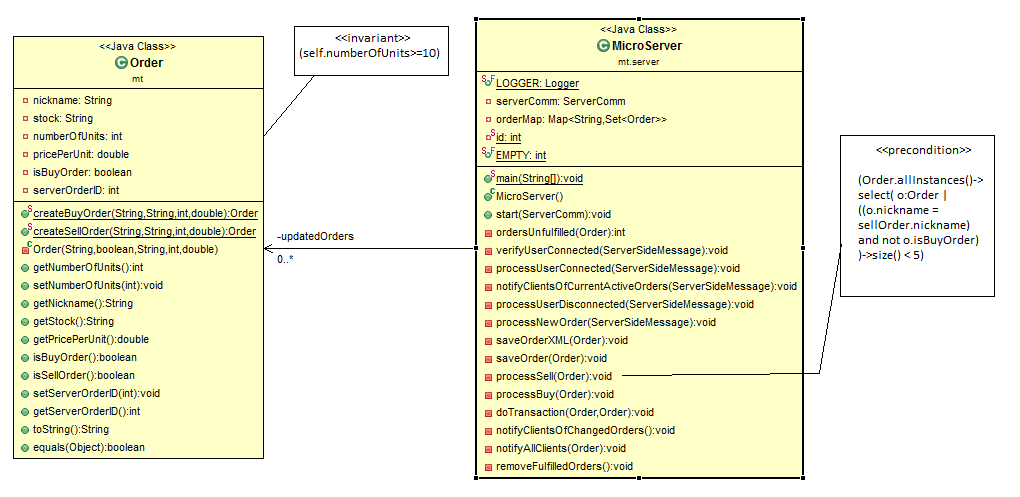 <<Java Class>>
Order
mt
nickname: String
stock: String
numberOfUnits: int
pricePerUnit: double
isBuyOrder: boolean
serverOrderID: int
createBuyOrder(String,String,int,double):Order
createSellOrder(String,String,int,double):Order
Order(String,boolean,String,int,double)
getNumberOfUnits():int
setNumberOfUnits(int):void
getNickname():String
getStock():String
getPricePerUnit():double
isBuyOrder():boolean
isSellOrder():boolean
setServerOrderID(int):void
getServerOrderID():int
toString():String
equals(Object):boolean
<<invariant>>
(self.numberOfUnits>=10)
-updatedOrders
0..*
<<Java Class>>
MicroServer
mt.server
LOGGER: Logger
serverComm: ServerComm
orderMap: Map<String,Set<Order>>
id: int
EMPTY: int
main(String[]):void
MicroServer()
start(ServerComm):void
ordersUnfulfilled(Order):int
verifyUserConnected(ServerSideMessage):void
processUserConnected(ServerSideMessage):void
notifyClientsOfCurrentActiveOrders(ServerSideMessage):void
processUserDisconnected(ServerSideMessage):void
processNewOrder(ServerSideMessage):void
saveOrderXML(Order):void
saveOrder(Order):void
processSell(Order):void
processBuy(Order):void
doTransaction(Order,Order):void
notifyClientsOfChangedOrders():void
notifyAllClients(Order):void
removeFulfilledOrders():void
<<precondition>>
(Order.allInstances()->
select( o:Order |
((o.nickname =
sellOrder.nickname)
and not o.isBuyOrder)
)->size() < 5)